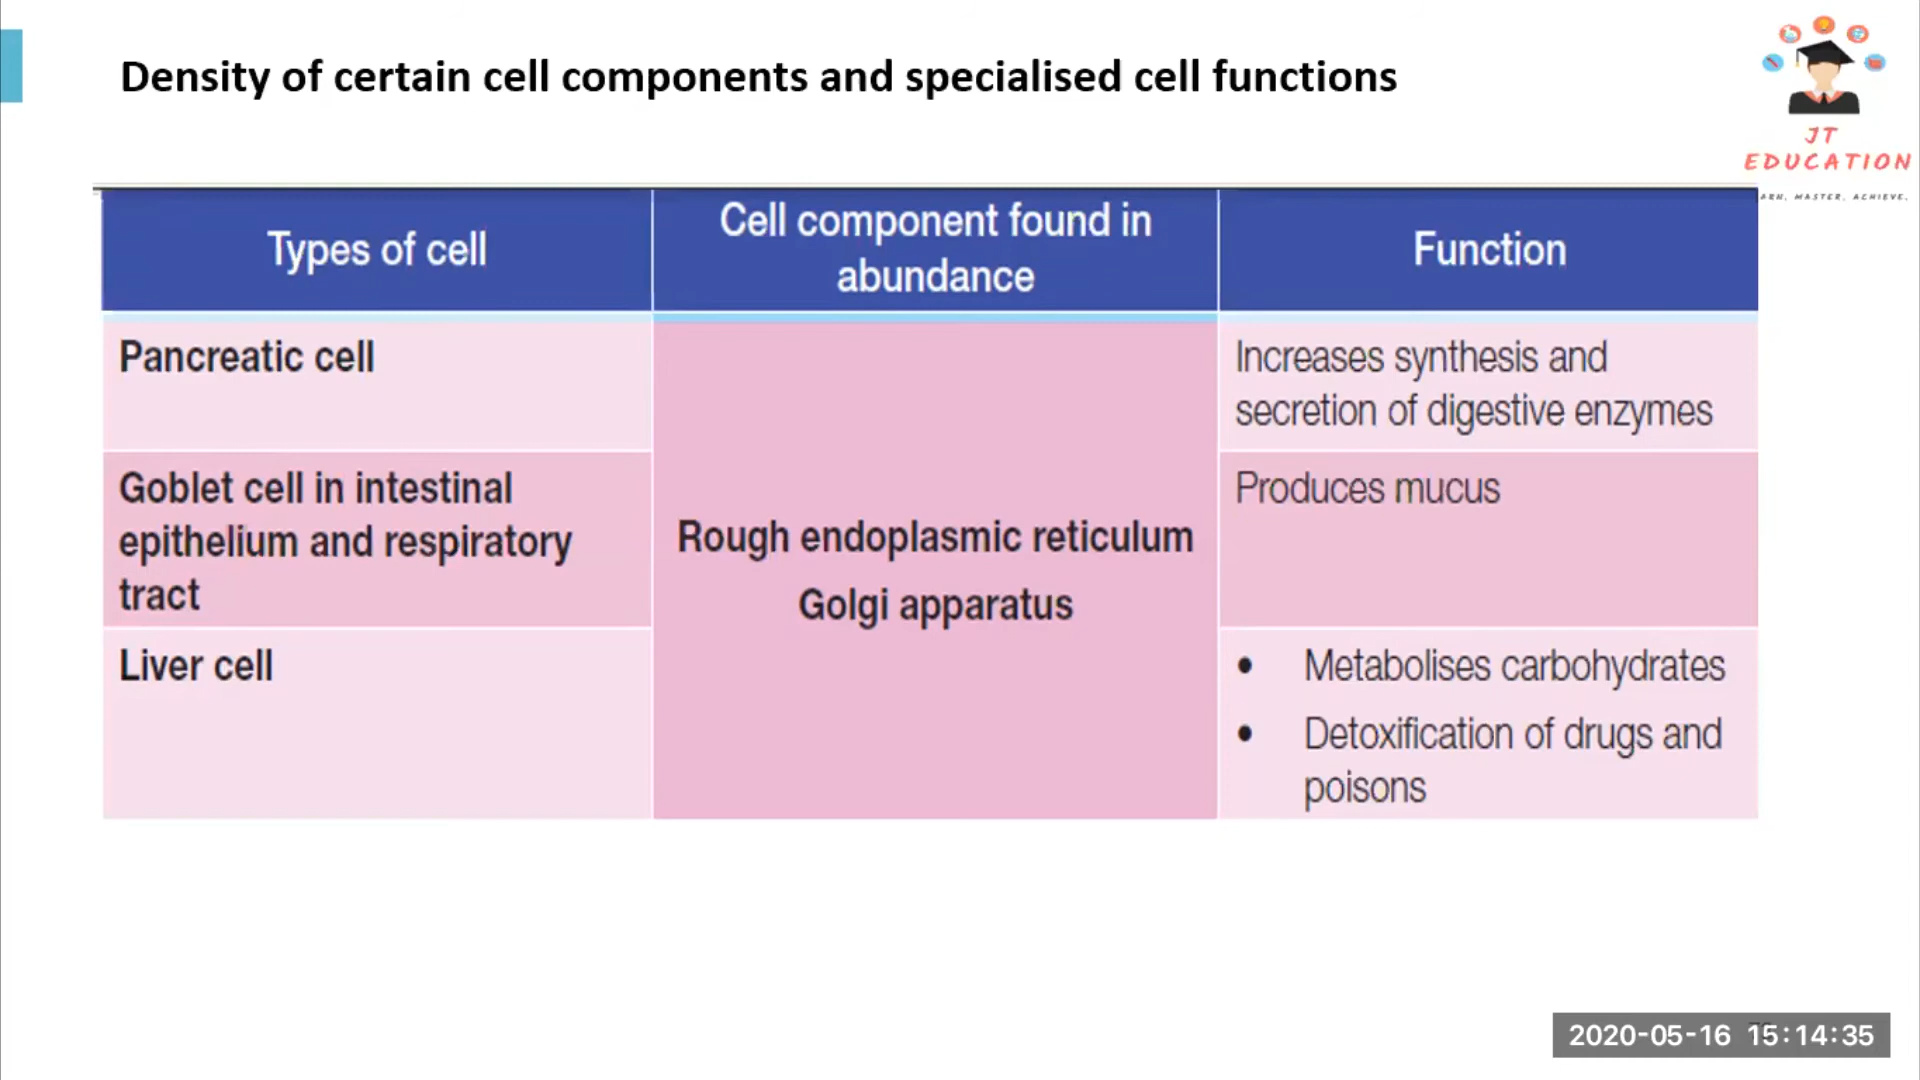 Density of certain cell components and specialised cell functions
JT
EDUCATION
MASTER. ACHIEVE.
Types of cell
Cell component found in
abundance
Function
Pancreatic cell
Increases synthesis and
secretion of digestive enzymes
Goblet cell in intestinal
epithelium and respiratory
tract
Produces mucus
Rough endoplasmic reticulum
Golgi apparatus
Liver cell
• Metabolises carbohydrates
• Detoxification of drugs and
poisons
2020-05-16 15:14:35